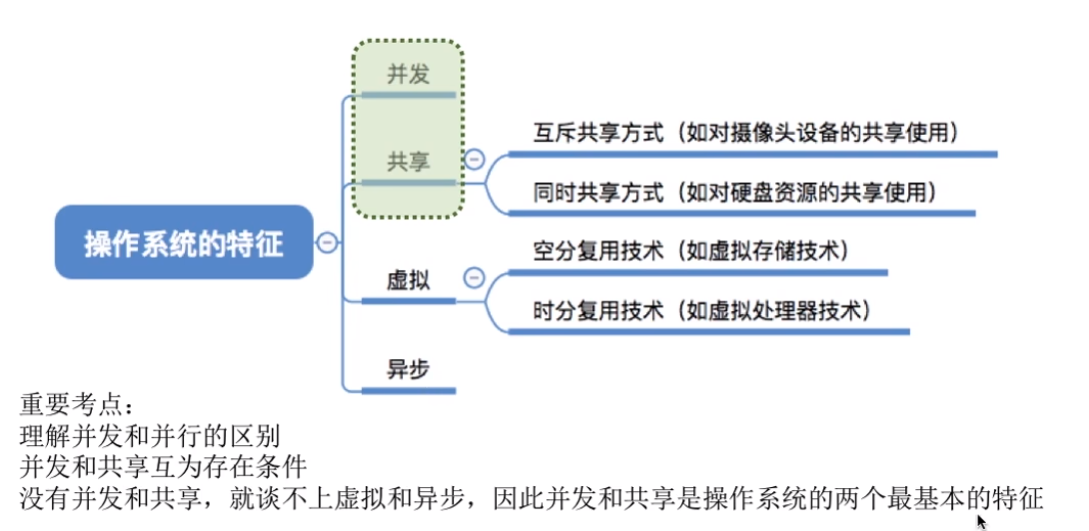 并发
共享
互斥共享方式（如对摄像头设备的共享使用）
同时共享方式（如对硬盘资源的共享使用）
操作系统的特征
虚拟
空分复用技术（如虚拟存储技术）
时分复用技术（如虚拟处理器技术）
异步
重要考点：
理解并发和并行的区别
并发和共享互为存在条件
没有并发和共享，就谈不上虚拟和异步，因此并发和共享是操作系统的两个最基本的特征